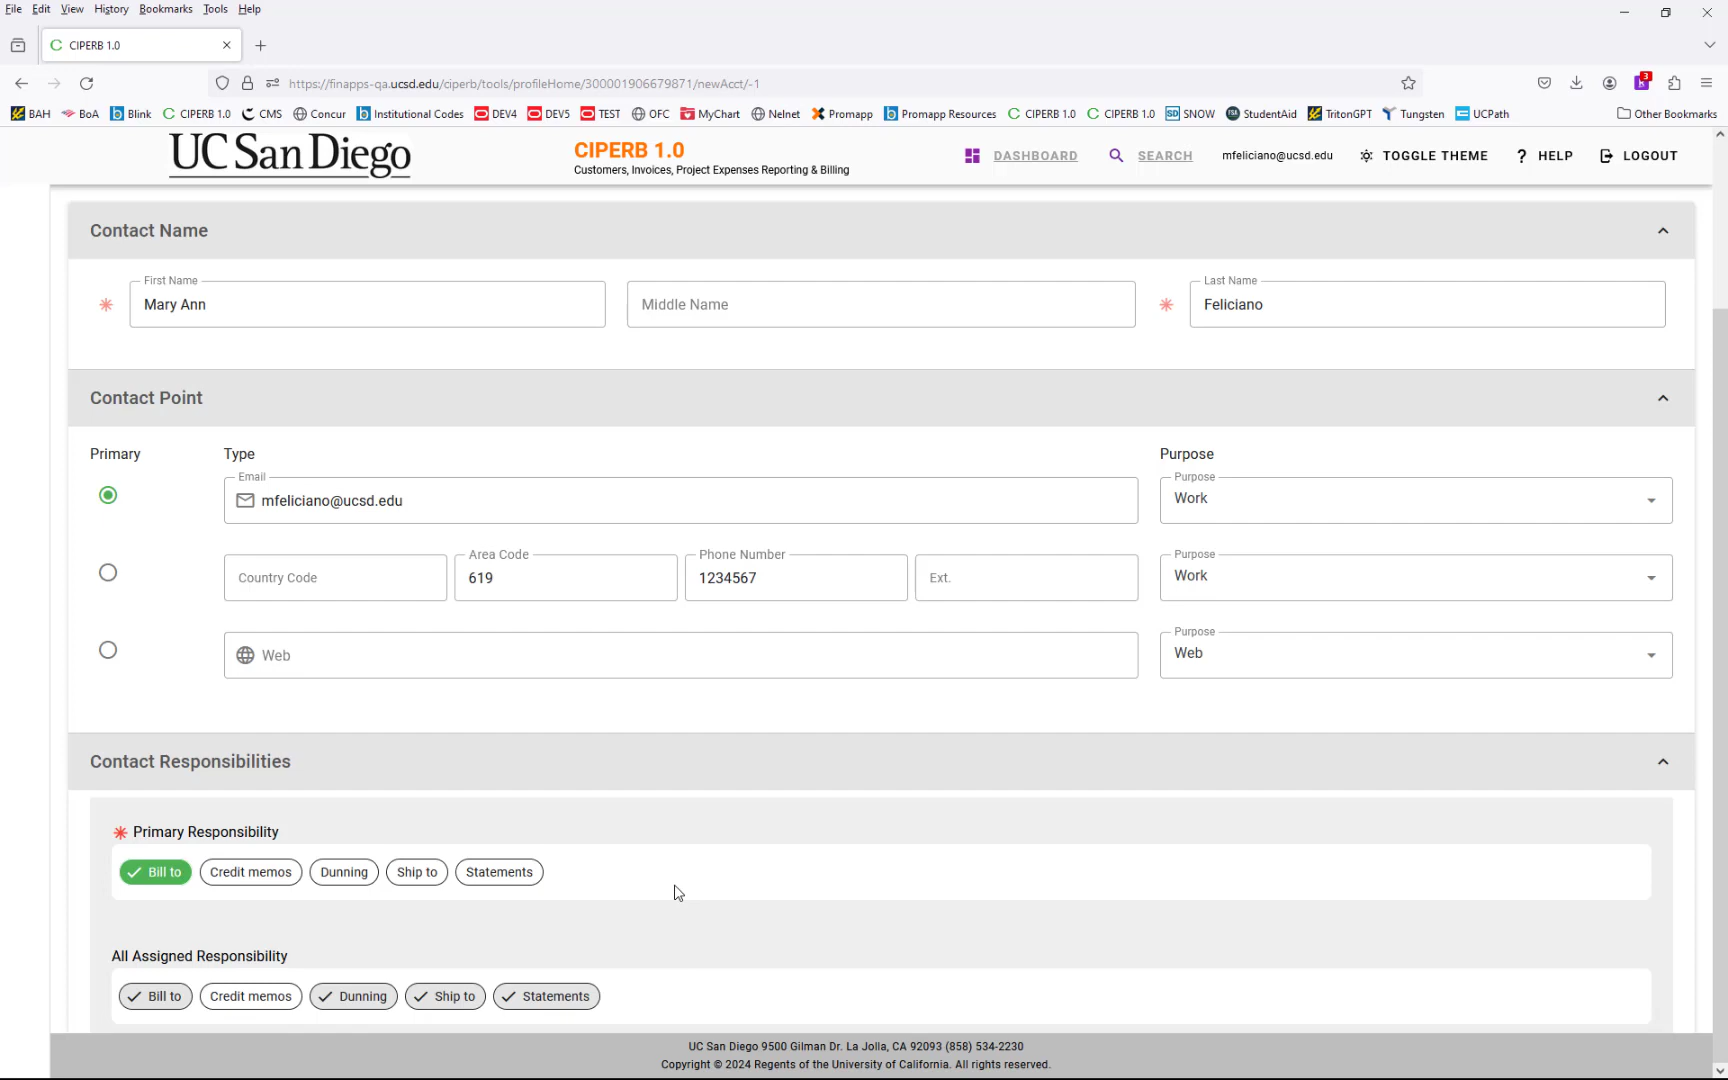 File Edit View History Bookmarks Tools Help
CIPERB 1.0
https://finapps-qa.ucsd.edu/ciperb/tools/profileHome/300001906679871/newAcct/-1
3
BAH BoA Blink CIPERB 1.0 CMS Concur Institutional Codes DEV4 DEV5 TEST OFC MyChart Nelnet Promapp Promapp Resources CIPERB 1.0 CIPERB 1.0 SNOW StudentAid TritonGPT Tungsten UCPath Other Bookmarks
UC San Diego
CIPERB 1.0
Customers, Invoices, Project Expenses Reporting & Billing
DASHBOARD SEARCH mfeliciano@ucsd.edu TOGGLE THEME ? HELP LOGOUT
Contact Name
First Name
Mary Ann
Middle Name
Last Name
Feliciano
Contact Point
Primary Type Purpose
Email
mfeliciano@ucsd.edu
Purpose
Work
Country Code
Area Code
619
Phone Number
1234567
Ext.
Purpose
Work
Web
Purpose
Web
Contact Responsibilities
Primary Responsibility
Bill to Credit memos Dunning Ship to Statements
All Assigned Responsibility
Bill to Credit memos Dunning Ship to Statements
UC San Diego 9500 Gilman Dr. La Jolla, CA 92093 (858) 534-2230
Copyright © 2024 Regents of the University of California. All rights reserved.